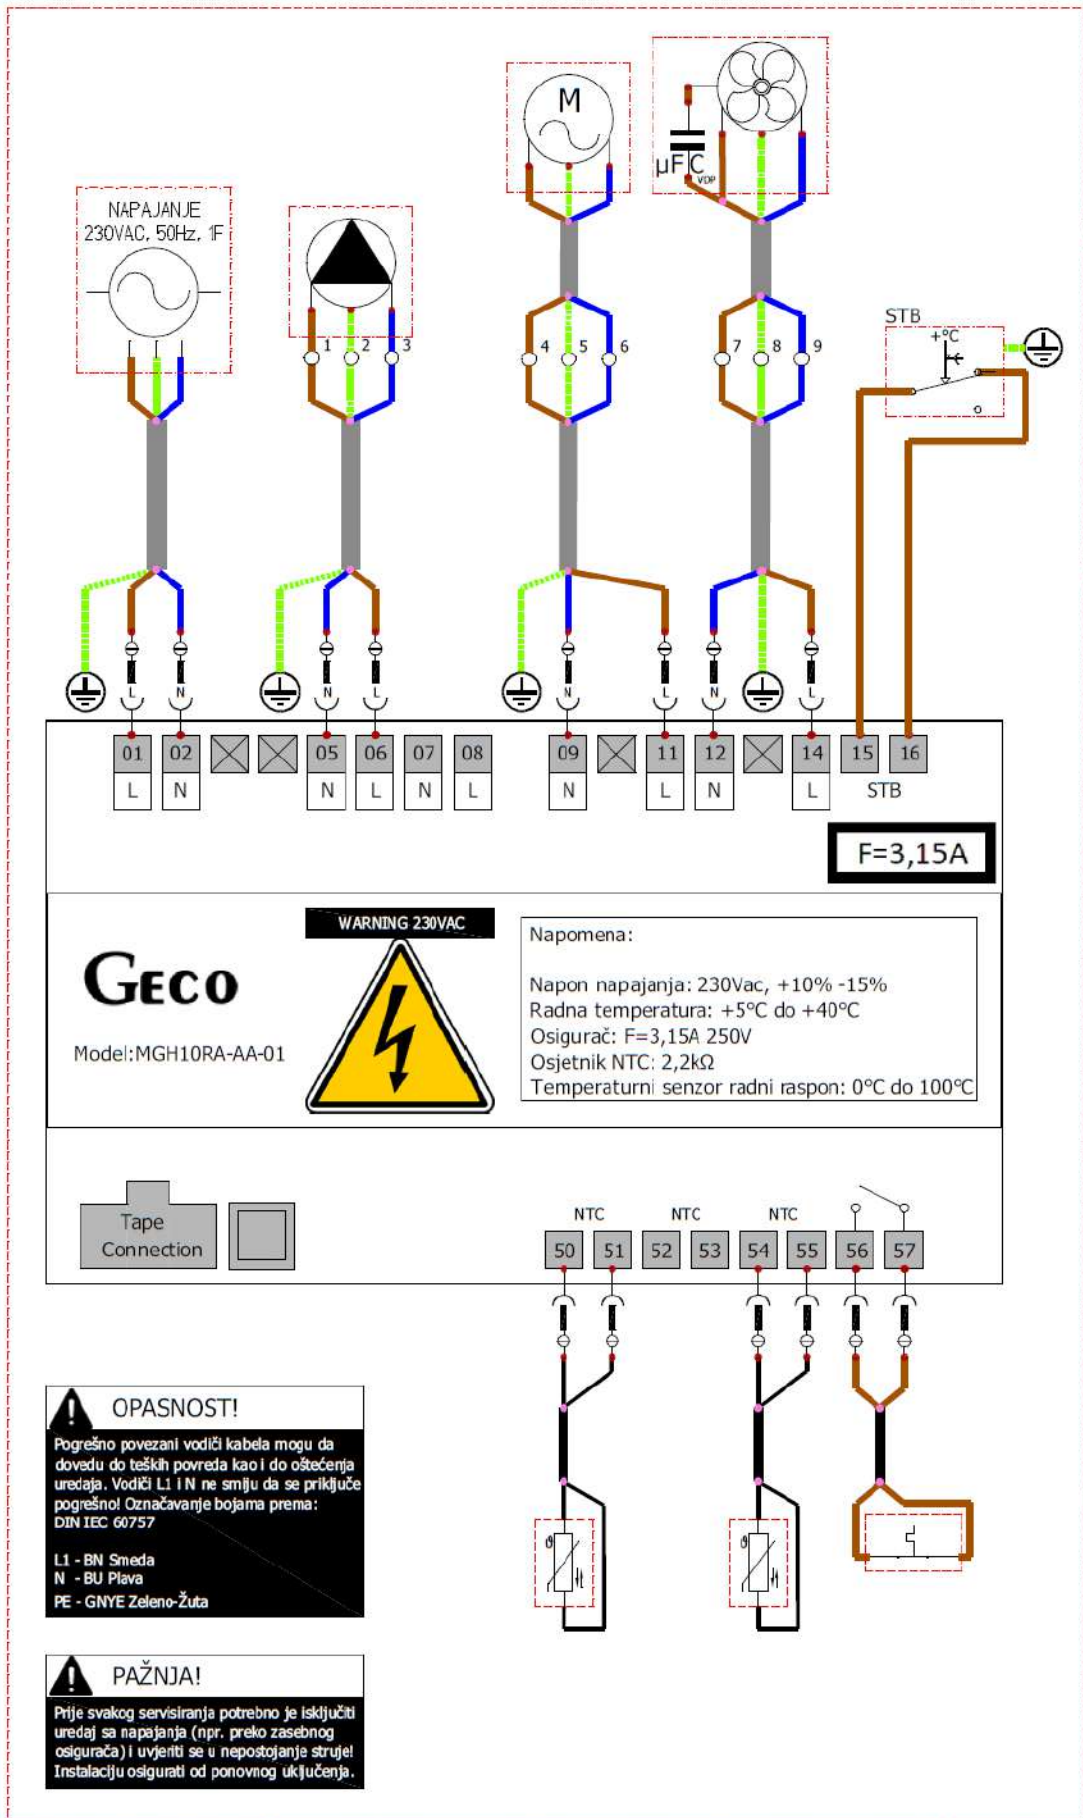 NAPAJANJE
230VAC, 50Hz, 1F
M
µF C
VDP
STB
+°C
1 2 3
4 5 6
7 8 9
L N N L N L N L
01 02 05 06 07 08 09 11 12 14 15 16
L N N L N L N L N L STB
F=3,15A
WARNING 230VAC
GECO
Model:MGH10RA-AA-01
Napomena:
Napon napajanja: 230Vac, +10% -15%
Radna temperatura: +5°C do +40°C
Osigurač: F=3,15A 250V
Osjetnik NTC: 2,2kΩ
Temperaturni senzor radni raspon: 0°C do 100°C
Tape
Connection
NTC NTC NTC
50 51 52 53 54 55 56 57
ϑ ϑ
OPASNOST!
Pogrešno povezani vodiči kabela mogu da
dovedu do teških povreda kao i do oštećenja
uredaja. Vodiči L1 i N ne smiju da se priključe
pogrešno! Označavanje bojama prema:
DIN IEC 60757
L1 - BN Smeda
N - BU Plava
PE - GNYE Zeleno-Žuta
PAŽNJA!
Prije svakog servisiranja potrebno je isključiti
uredaj sa napajanja (npr. preko zasebnog
osigurača) i uvjeriti se u nepostojanje struje!
Instalaciju osigurati od ponovnog uključenja.